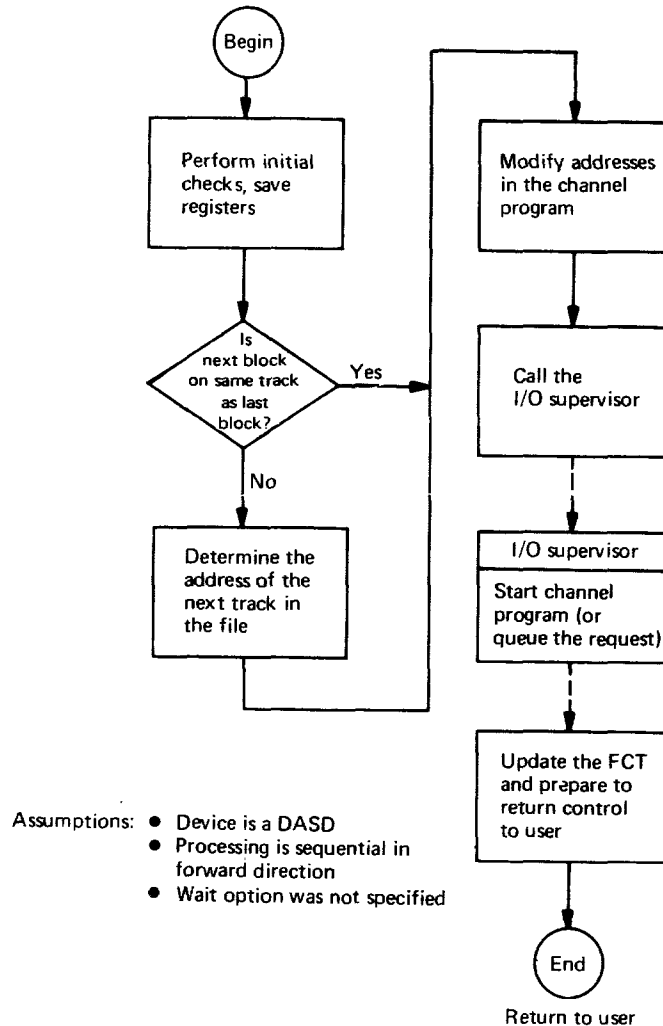 Begin
Perform initial
checks, save
registers
Is
next block
on same track
as last
block?
Yes
No
Determine the
address of the
next track in
the file
Modify addresses
in the channel
program
Call the
I/O supervisor
I/O supervisor
Start channel
program (or
queue the request)
Update the FCT
and prepare to
return control
to user
End
Return to user
Assumptions: ● Device is a DASD
● Processing is sequential in
forward direction
● Wait option was not specified